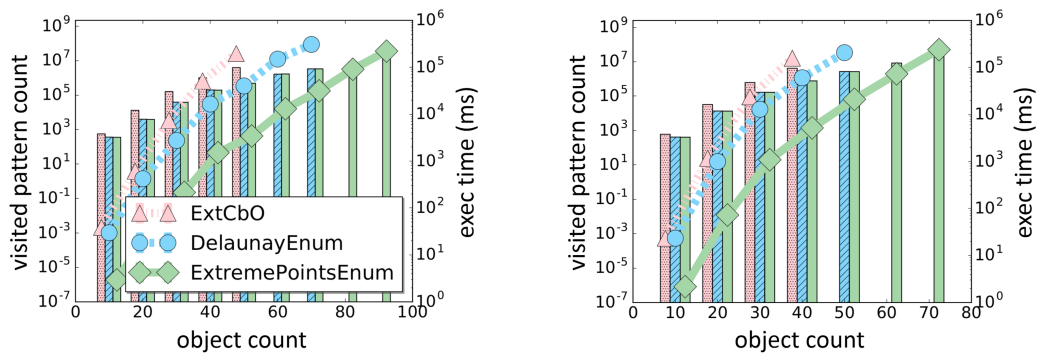 10^9
10^7
10^5
10^3
10^1
10^-1
10^-3
10^-5
10^-7
visited pattern count
0 20 40 60 80 100
object count
10^6
10^5
10^4
10^3
10^2
10^1
10^0
exec time (ms)
ExtCbO
DelaunayEnum
ExtremePointsEnum
10^9
10^7
10^5
10^3
10^1
10^-1
10^-3
10^-5
10^-7
visited pattern count
0 10 20 30 40 50 60 70 80
object count
10^6
10^5
10^4
10^3
10^2
10^1
10^0
exec time (ms)